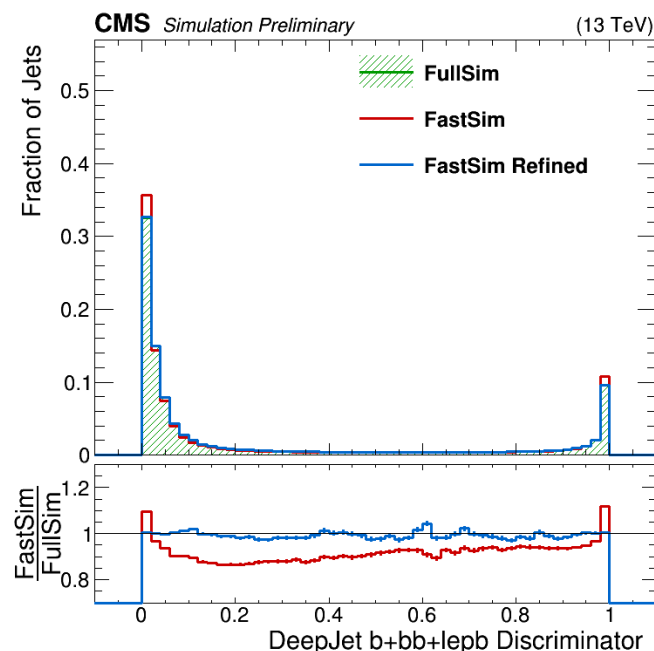 CMS Simulation Preliminary (13 TeV)
Fraction of Jets
0.5
0.4
0.3
0.2
0.1
0
FullSim
FastSim
FastSim Refined
FastSim
FullSim
1.2
1
0.8
0 0.2 0.4 0.6 0.8 1
DeepJet b+bb+lepb Discriminator